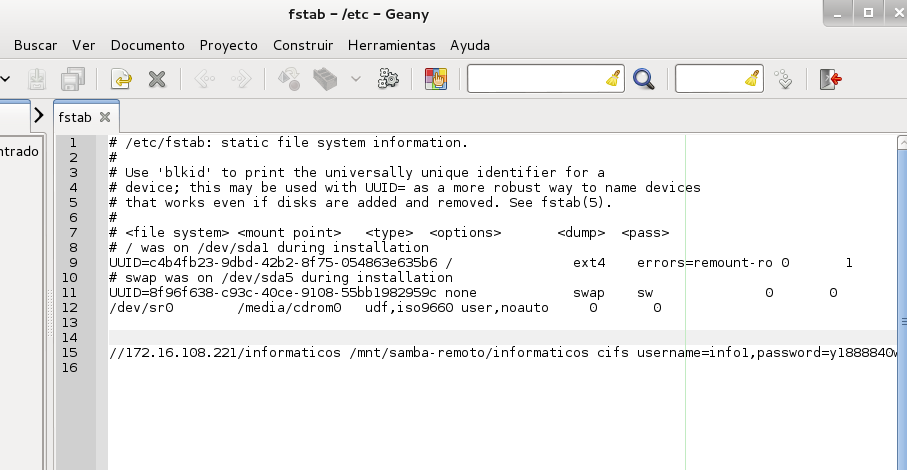 fstab - /etc - Geany
Buscar Ver Documento Proyecto Construir Herramientas Ayuda
fstab
ntrado
1 # /etc/fstab: static file system information.
2 #
3 # Use 'blkid' to print the universally unique identifier for a
4 # device; this may be used with UUID= as a more robust way to name devices
5 # that works even if disks are added and removed. See fstab(5).
6 #
7 # <file system> <mount point> <type> <options> <dump> <pass>
8 # / was on /dev/sda1 during installation
9 UUID=c4b4fb23-9dbd-42b2-8f75-054863e635b6 / ext4 errors=remount-ro 0 1
10 # swap was on /dev/sda5 during installation
11 UUID=8f96f638-c93c-40ce-9108-55bb1982959c none swap sw 0 0
12 /dev/sr0 /media/cdrom0 udf,iso9660 user,noauto 0 0
13
14
15 //172.16.108.221/informaticos /mnt/samba-remoto/informaticos cifs username=info1,password=y1888840w
16